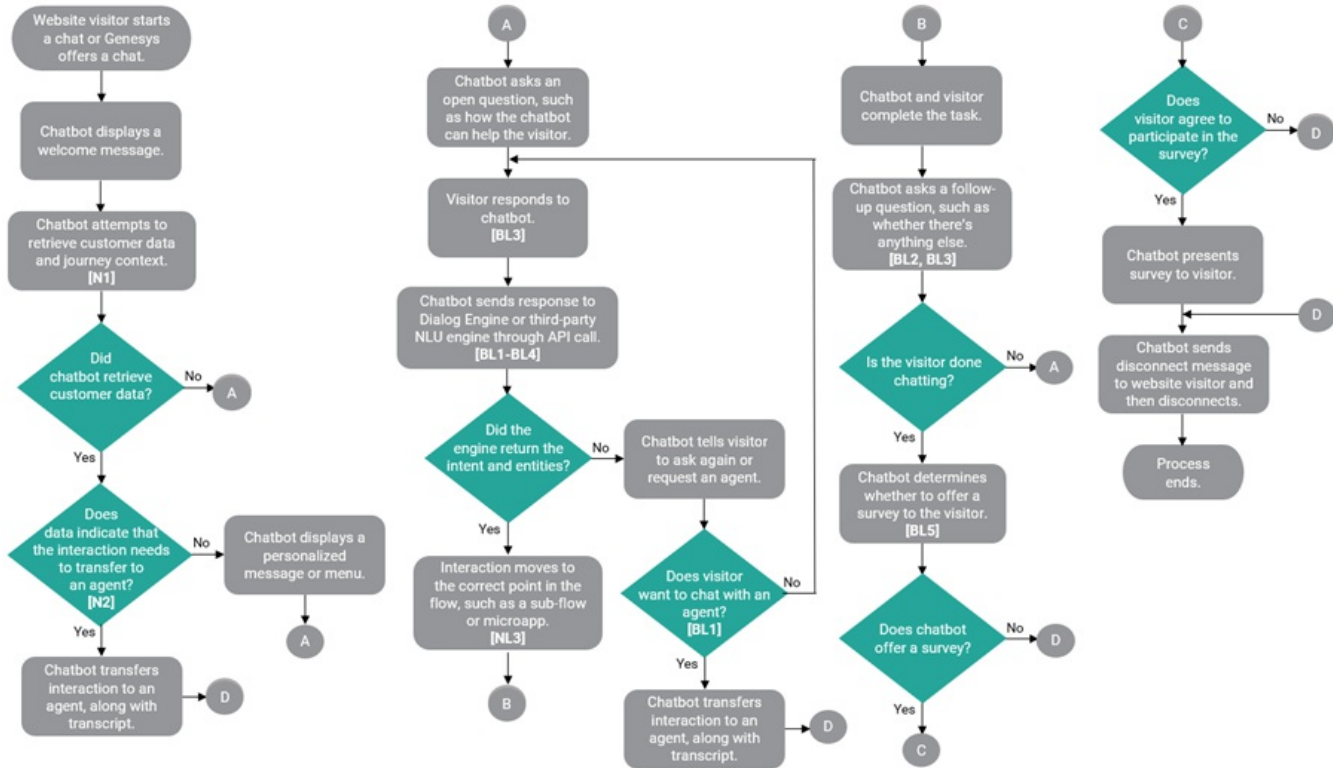 Website visitor starts
a chat or Genesys
offers a chat.
Chatbot displays a
welcome message.
Chatbot attempts to
retrieve customer data
and journey context.
[N1]
Did
chatbot retrieve
customer data?
No
A
Yes
Does
data indicate that
the interaction needs
to transfer to
an agent?
[N2]
No
Chatbot displays a
personalized
message or menu.
A
Yes
Chatbot transfers
interaction to an
agent, along with
transcript.
D
A
Chatbot asks an
open question, such
as how the chatbot
can help the visitor.
Visitor responds to
chatbot.
[BL3]
Chatbot sends response to
Dialog Engine or third-party
NLU engine through API call.
[BL1-BL4]
Did the
engine return the
intent and entities?
No
Chatbot tells visitor
to ask again or
request an agent.
Yes
Interaction moves to
the correct point in the
flow, such as a sub-flow
or microapp.
[NL3]
B
Does visitor
want to chat with an
agent?
[BL1]
No
Yes
Chatbot transfers
interaction to an
agent, along with
transcript.
D
B
Chatbot and visitor
complete the task.
Chatbot asks a follow-
up question, such as
whether there's
anything else.
[BL2, BL3]
Is the visitor done
chatting?
No
A
Yes
Chatbot determines
whether to offer a
survey to the visitor.
[BL5]
Does chatbot
offer a survey?
No
D
Yes
C
C
Does
visitor agree to
participate in the
survey?
No
D
Yes
Chatbot presents
survey to visitor.
D
Chatbot sends
disconnect message
to website visitor and
then disconnects.
Process
ends.